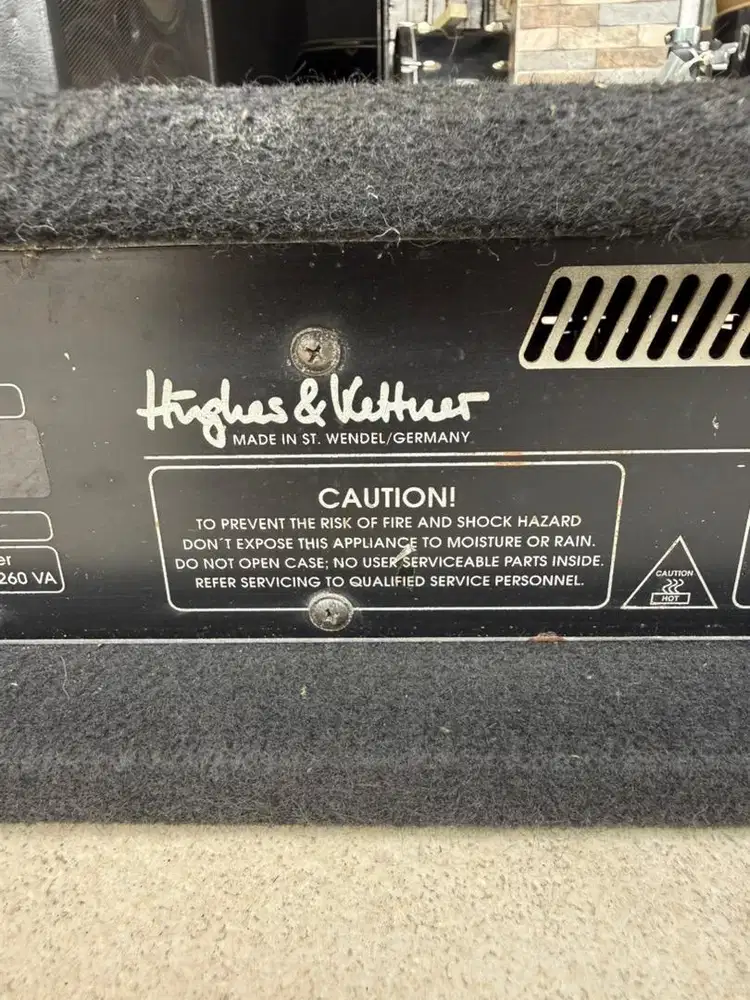 Hughes & Kettner
MADE IN ST. WENDEL/GERMANY
CAUTION!
TO PREVENT THE RISK OF FIRE AND SHOCK HAZARD
DON´T EXPOSE THIS APPLIANCE TO MOISTURE OR RAIN.
DO NOT OPEN CASE; NO USER SERVICEABLE PARTS INSIDE.
REFER SERVICING TO QUALIFIED SERVICE PERSONNEL.
er
260 VA
CAUTION
HOT